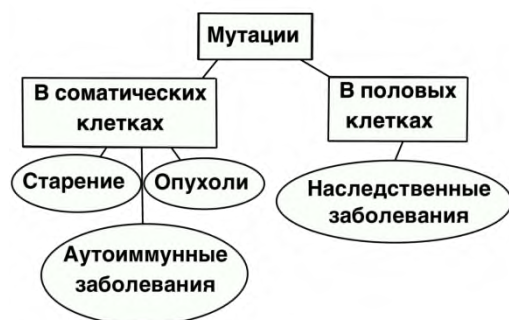 Мутации
В соматических
клетках
В половых
клетках
Старение
Опухоли
Наследственные
заболевания
Аутоиммунные
заболевания